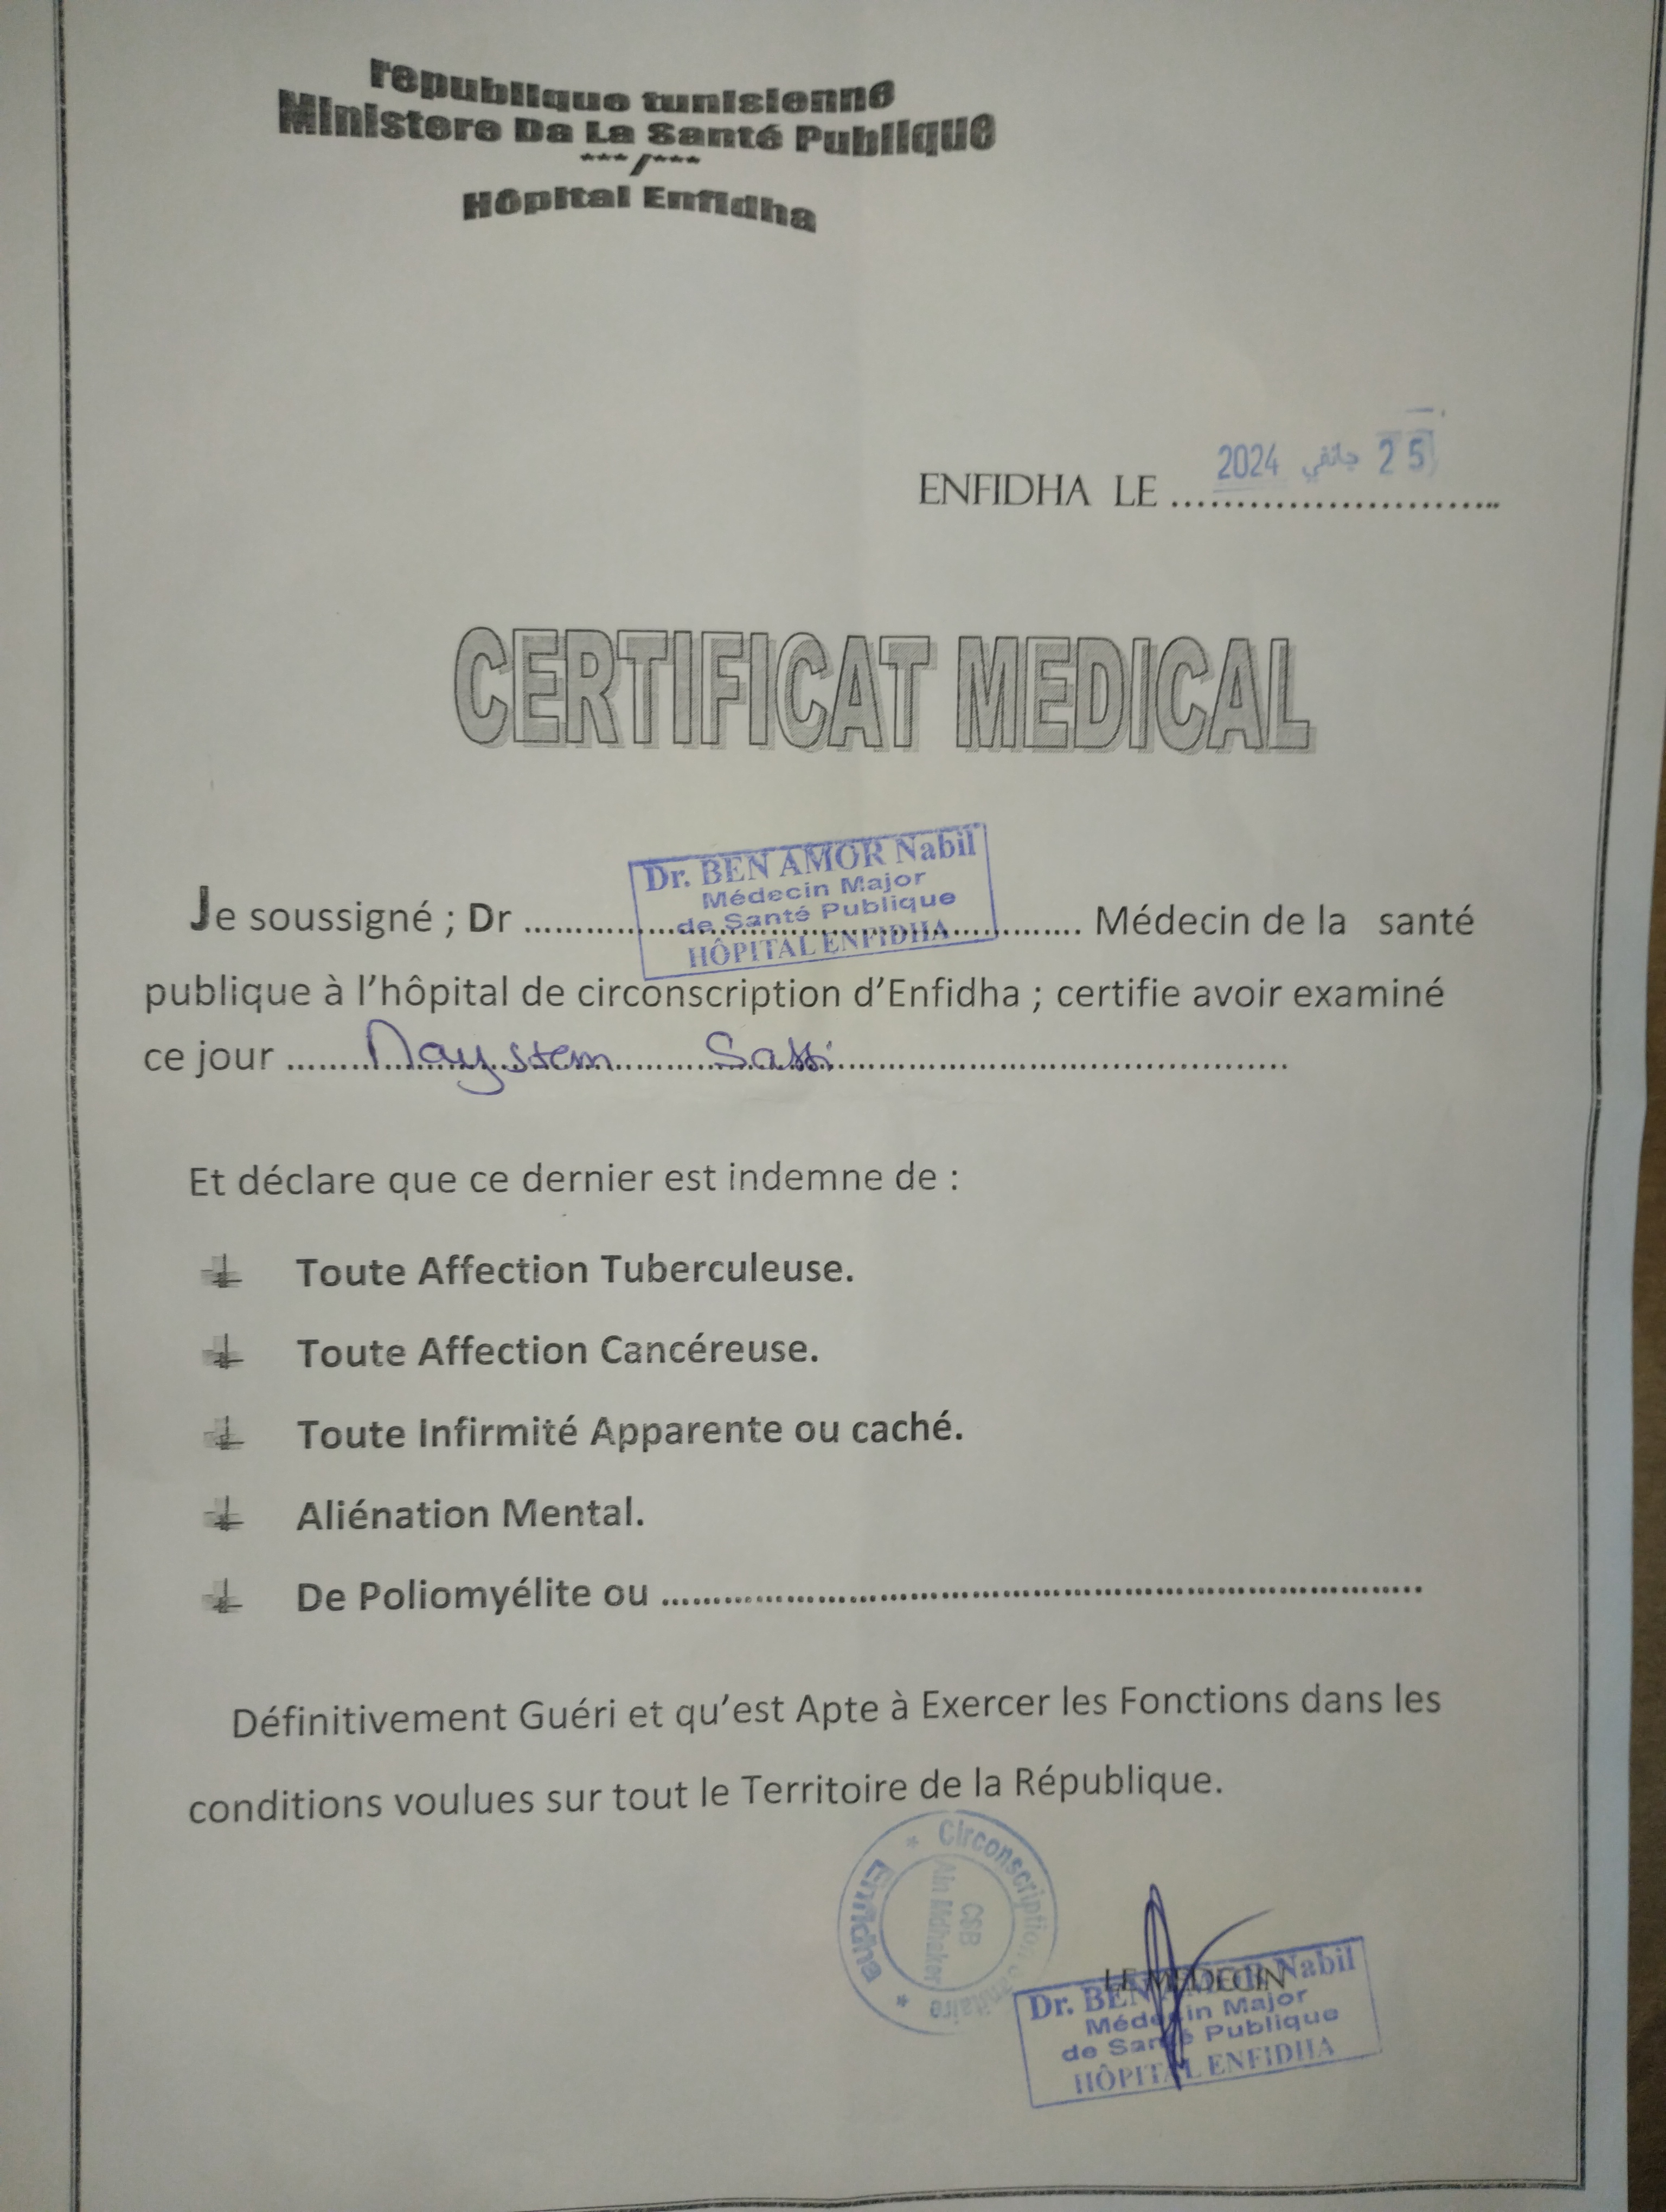 republique tunisienne
Ministere Da La Santé Publique
***/***
Hôpital Enfidha
ENFIDHA LE 25 جانفي 2024
CERTIFICAT MEDICAL
Dr. BEN AMOR Nabil
Médecin Major
de Santé Publique
HÔPITAL ENFIDHA
Je soussigné ; Dr ........................ Médecin de la santé
publique à l'hôpital de circonscription d'Enfidha ; certifie avoir examiné
ce jour ........
Et déclare que ce dernier est indemne de :
Toute Affection Tuberculeuse.
Toute Affection Cancéreuse.
Toute Infirmité Apparente ou caché.
Aliénation Mental.
De Poliomyélite ou ........................
Définitivement Guéri et qu'est Apte à Exercer les Fonctions dans les
conditions voulues sur tout le Territoire de la République.
Circonscription Sanitaire
* Enfidha *
CSB
Ain Mdhaker
LE MEDECIN
Dr. BEN AMOR Nabil
Médecin Major
de Santé Publique
HÔPITAL ENFIDHA